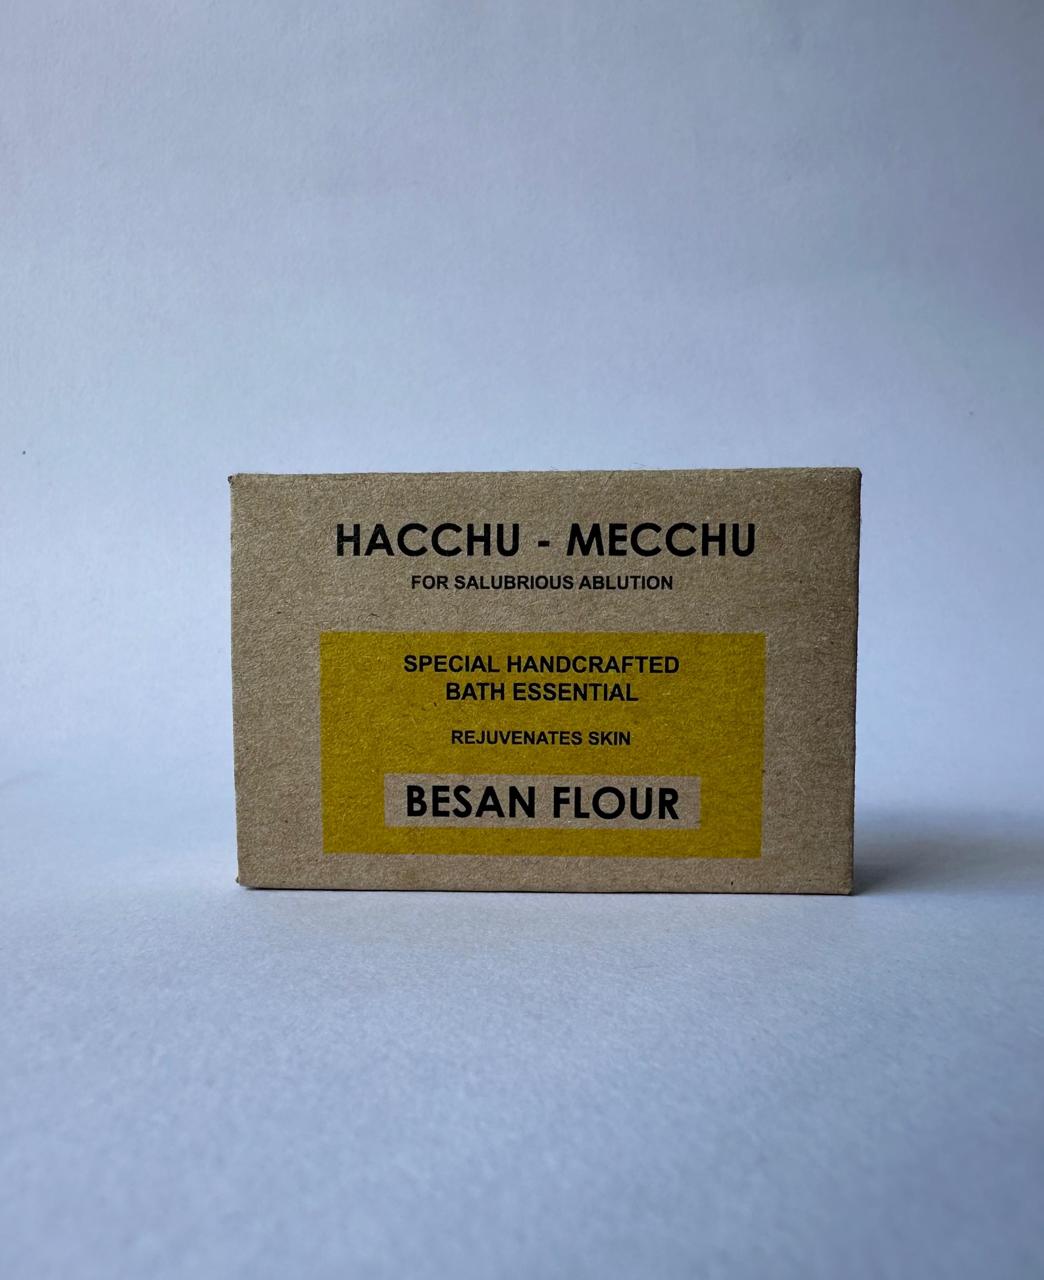 HACCHU - MECCHU
FOR SALUBRIOUS ABLUTION
SPECIAL HANDCRAFTED
BATH ESSENTIAL
REJUVENATES SKIN
BESAN FLOUR